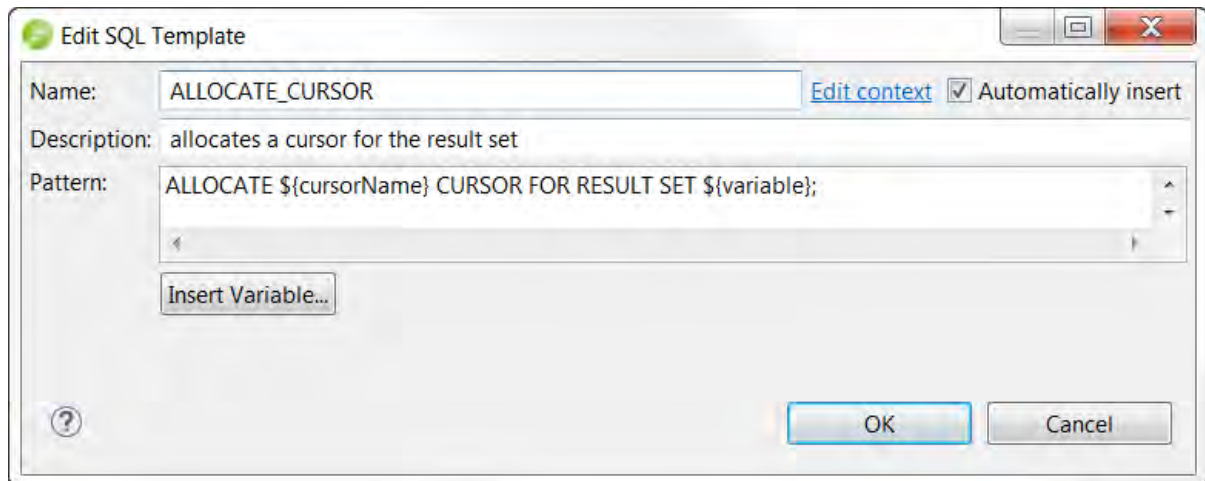 Edit SQL Template
Name: ALLOCATE_CURSOR Edit context Automatically insert
Description: allocates a cursor for the result set
Pattern: ALLOCATE ${cursorName} CURSOR FOR RESULT SET ${variable};
Insert Variable...
? OK Cancel